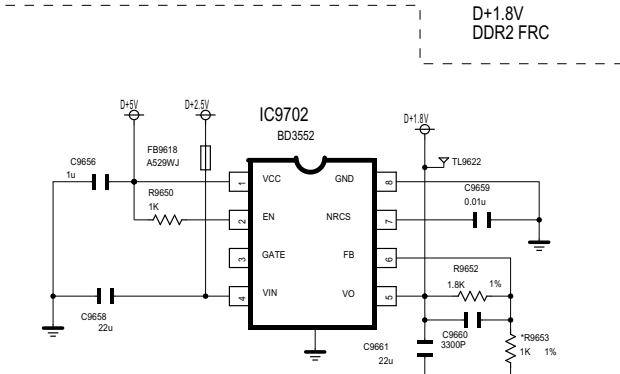 D+1.8V
DDR2 FRC
D+5V
D+2.5V
IC9702
BD3552
D+1.8V
FB9618
A529WJ
TL9622
C9656
1u
1
VCC
GND
8
C9659
0.01u
R9650
1K
2
EN
NRCS
7
3
GATE
FB
6
R9652
1.8K 1%
4
VIN
VO
5
C9658
22u
C9660
3300P
*R9653
1K 1%
C9661
22u